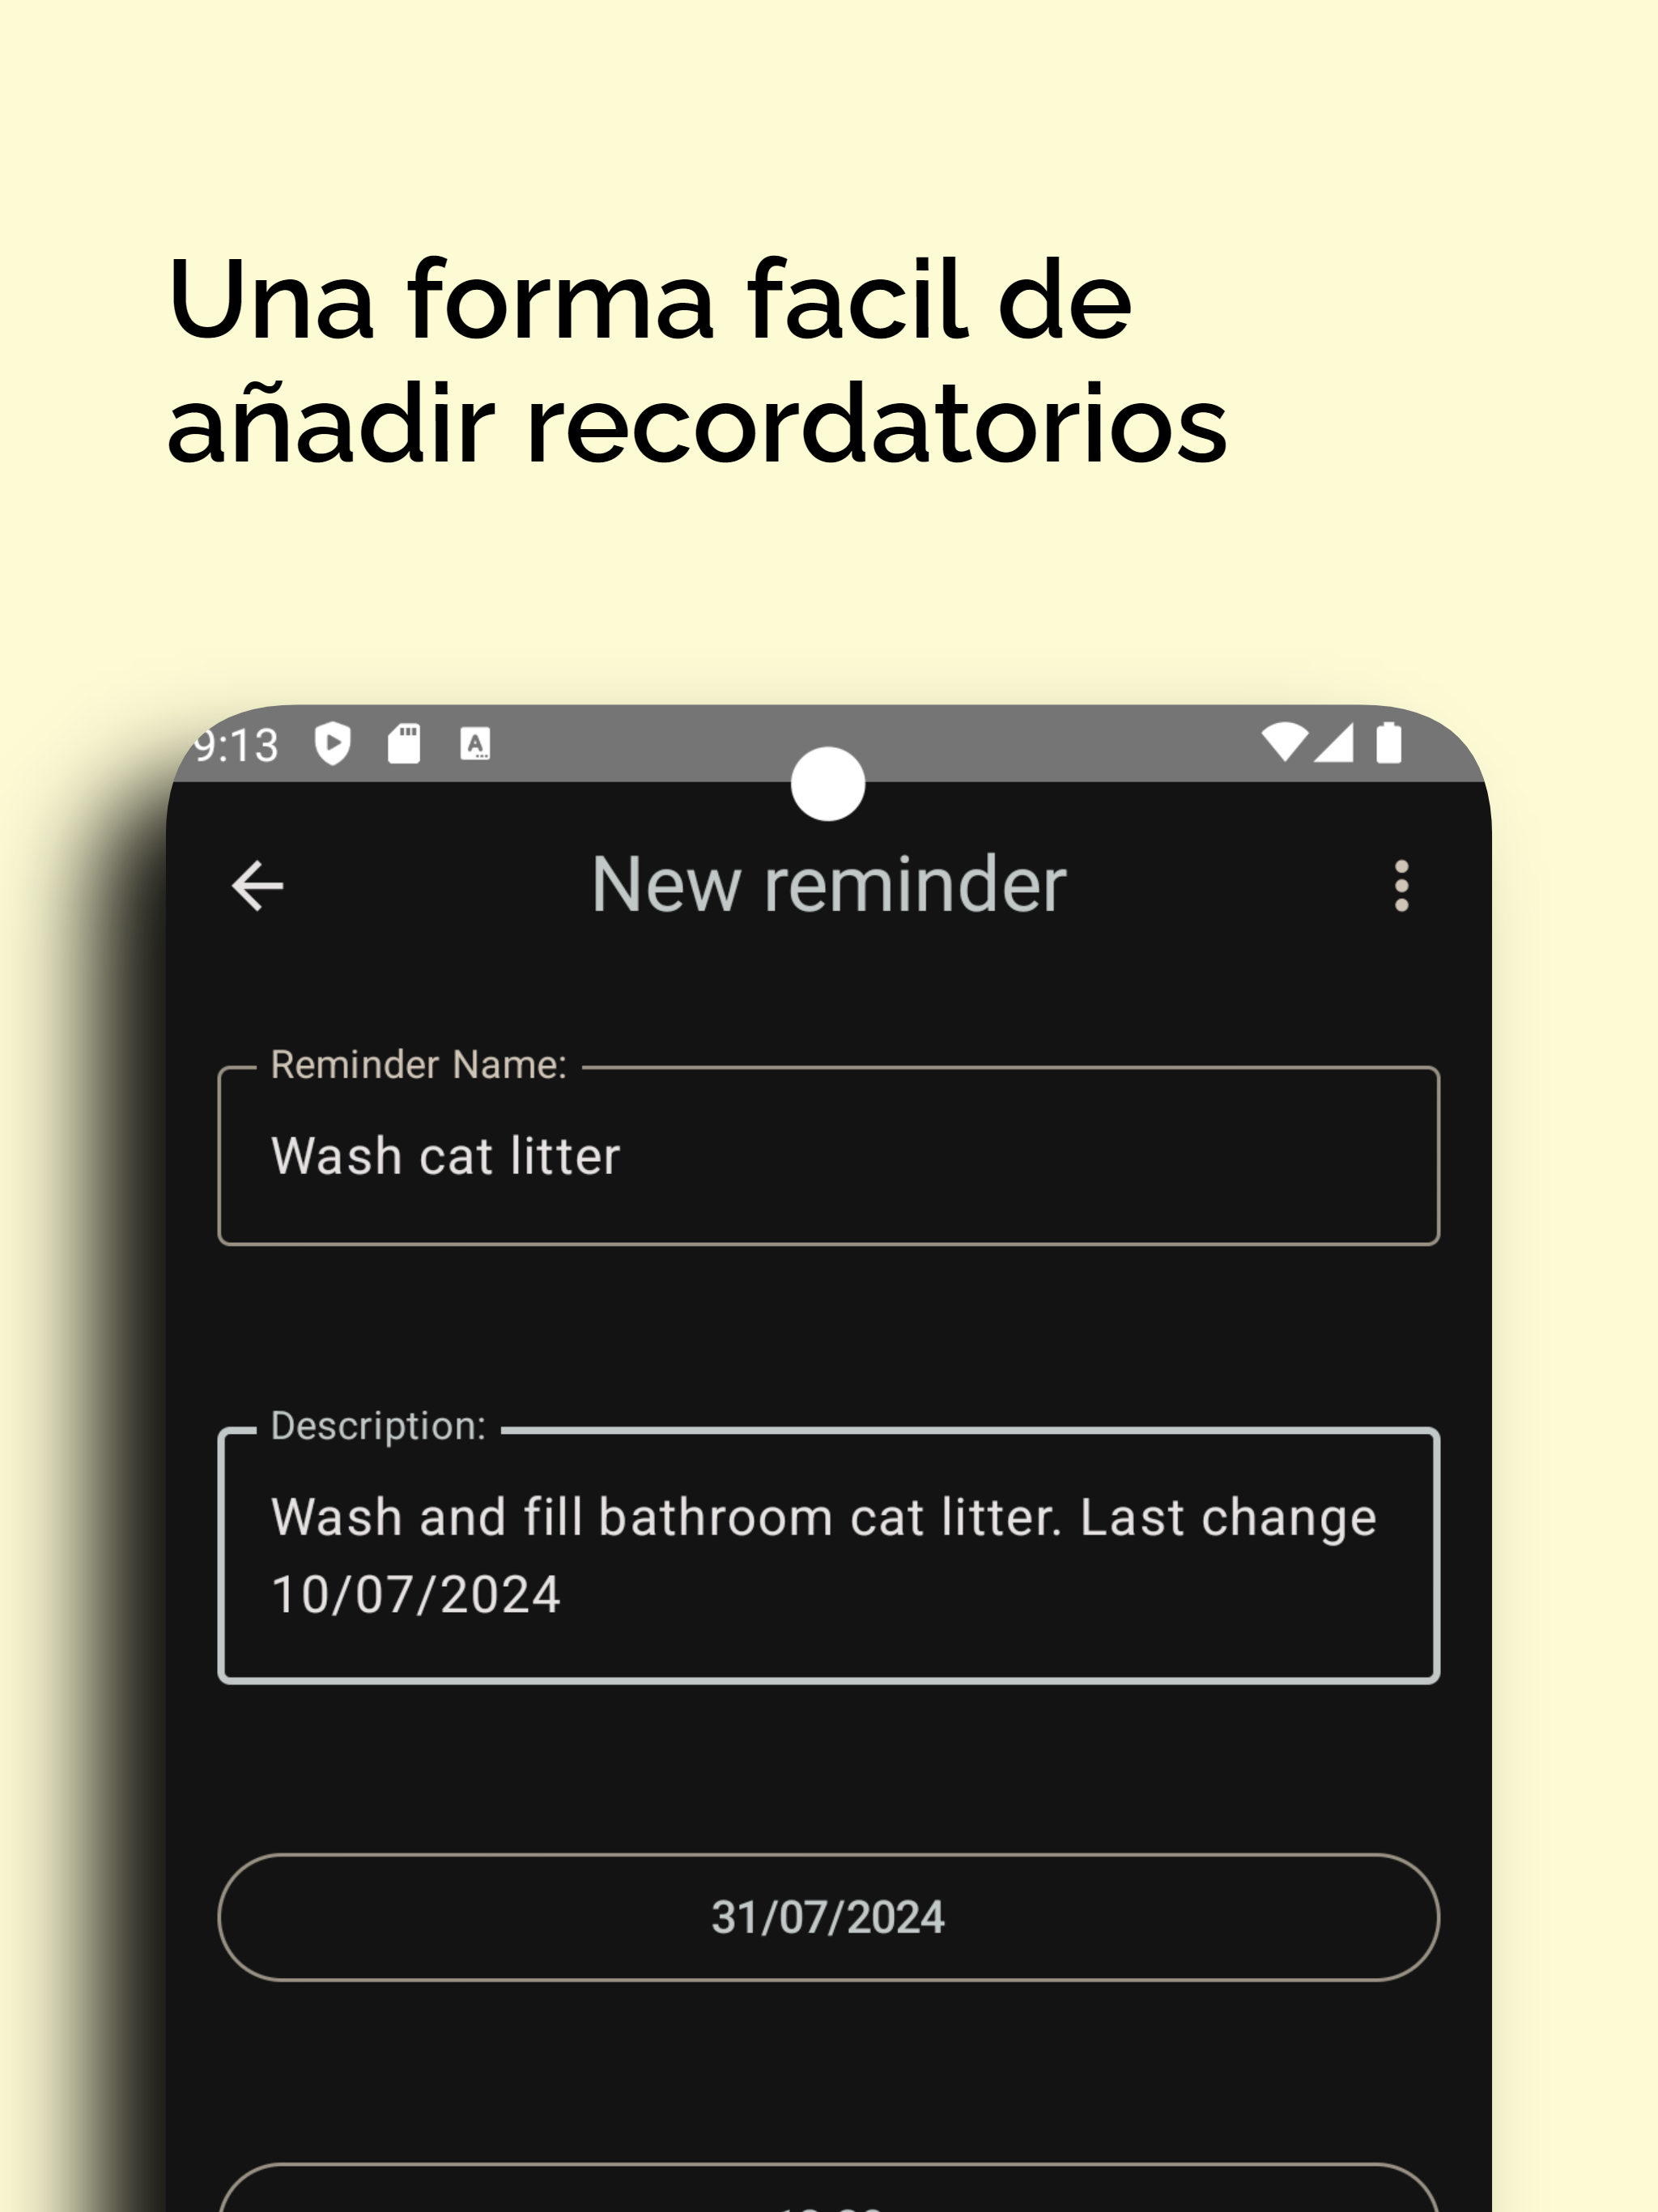 Una forma facil de
añadir recordatorios
9:13
New reminder
Reminder Name:
Wash cat litter
Description:
Wash and fill bathroom cat litter. Last change
10/07/2024
31/07/2024